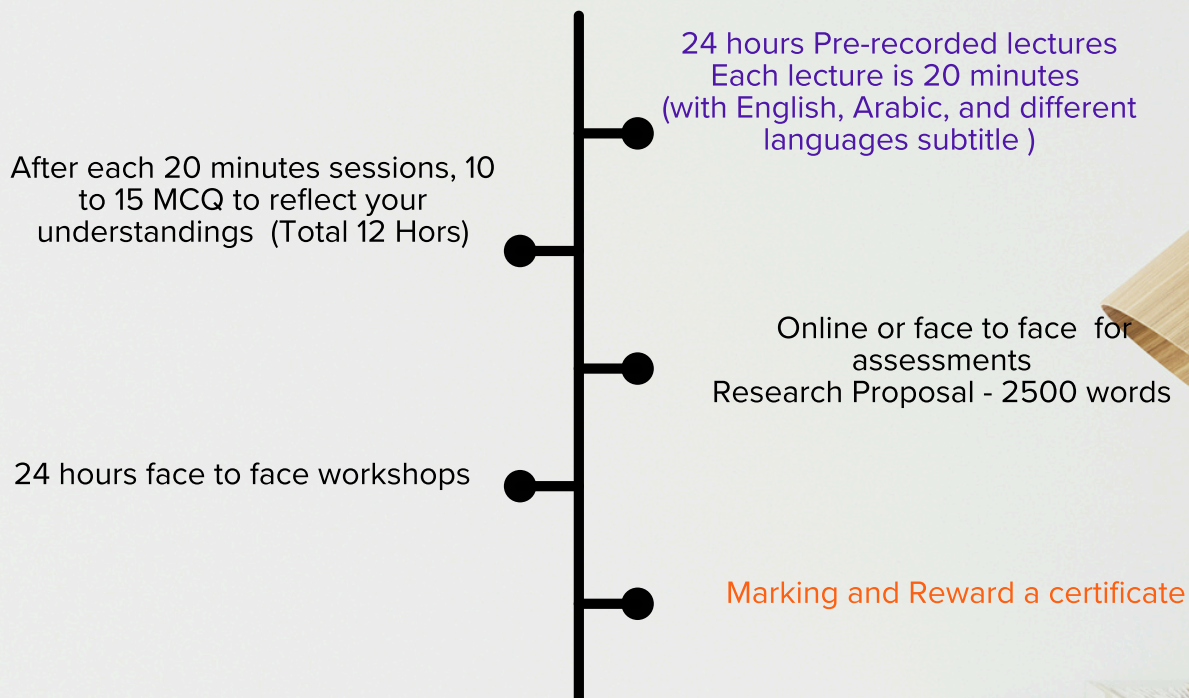 24 hours Pre-recorded lectures
Each lecture is 20 minutes
(with English, Arabic, and different
languages subtitle )
After each 20 minutes sessions, 10
to 15 MCQ to reflect your
understandings  (Total 12 Hors)
Online or face to face  for
assessments
Research Proposal - 2500 words
24 hours face to face workshops
Marking and Reward a certificate